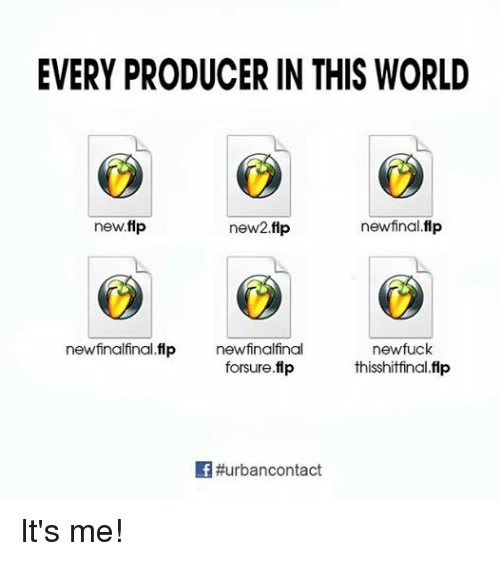 EVERY PRODUCER IN THIS WORLD
new.flp
new2.flp
newfinal.flp
newfinalfinal.flp
newfinalfinal
forsure.flp
newfuck
thisshitfinal.flp
f #urbancontact
It's me!